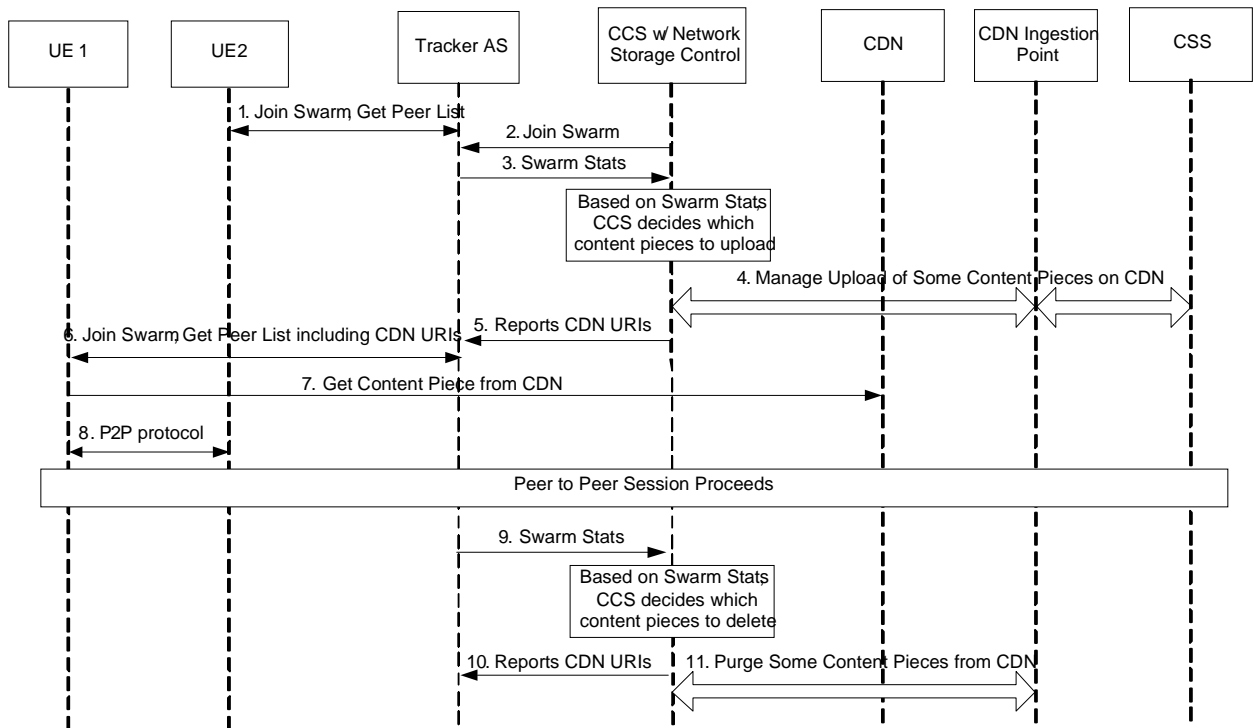 UE 1
UE2
Tracker AS
CCS w/ Network
Storage Control
CDN
CDN Ingestion
Point
CSS
1. Join Swarm, Get Peer List
2. Join Swarm
3. Swarm Stats
Based on Swarm Stats,
CCS decides which
content pieces to upload
4. Manage Upload of Some Content Pieces on CDN
5. Reports CDN URIs
6. Join Swarm, Get Peer List including CDN URIs
7. Get Content Piece from CDN
8. P2P protocol
Peer to Peer Session Proceeds
9. Swarm Stats
Based on Swarm Stats,
CCS decides which
content pieces to delete
10. Reports CDN URIs
11. Purge Some Content Pieces from CDN